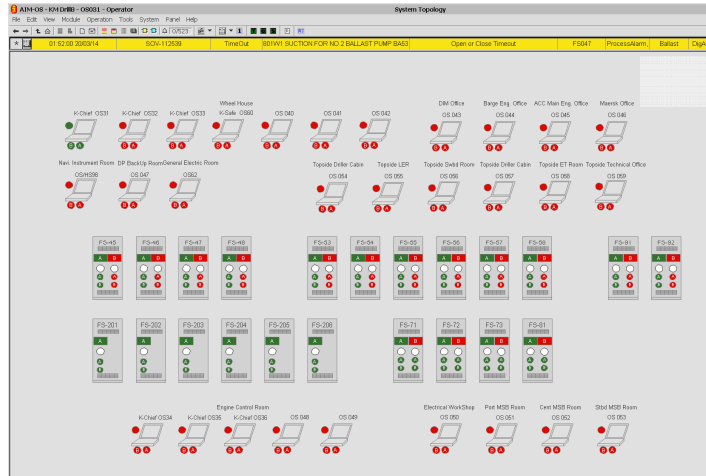 AIM-OS - KM DrillB - OS031 - Operator
System Topology
File Edit View Module Operation Tools System Panel Help
0/523
01:52:00 20/03/14 SOV-112539 TimeOut 801VV1 SUCTION FOR NO 2 BALLAST PUMP BA53 Open or Close Timeout FS047 ProcessAlarm, Ballast DigA
Wheel House DIM Office Barge Eng. Office ACC Main Eng. Office Maersk Office
K-Chief OS31 K-Chief OS32 K-Chief OS33 K-Safe OS60 OS 040 OS 041 OS 042 OS 043 OS 044 OS 045 OS 046
B A B A B A B A B A B A B A B A B A B A B A
Navi. Instrument Room DP BackUp Room General Electric Room Topside Driller Cabin Topside LER Topside Swbd Room Topside Driller Cabin Topside ET Room Topside Technical Office
OS/HS98 OS 047 OS62 OS 054 OS 055 OS 056 OS 057 OS 058 OS 059
B A B A B A B A B A B A B A B A B A
FS-45 FS-46 FS-47 FS-48 FS-53 FS-54 FS-55 FS-56 FS-57 FS-58 FS-81 FS-82
A B A B A B A B A B A B A B A B A B A B A B A B
FS-201 FS-202 FS-203 FS-204 FS-205 FS-206 FS-71 FS-72 FS-73 FS-81
A A A A A A A B A B A B A B
Engine Control Room Electrical WorkShop Port MSB Room Cent MSB Room Stbd MSB Room
K-Chief OS34 K-Chief OS35 K-Chief OS36 OS 048 OS 049 OS 050 OS 051 OS 052 OS 053
B A B A B A B A B A B A B A B A B A